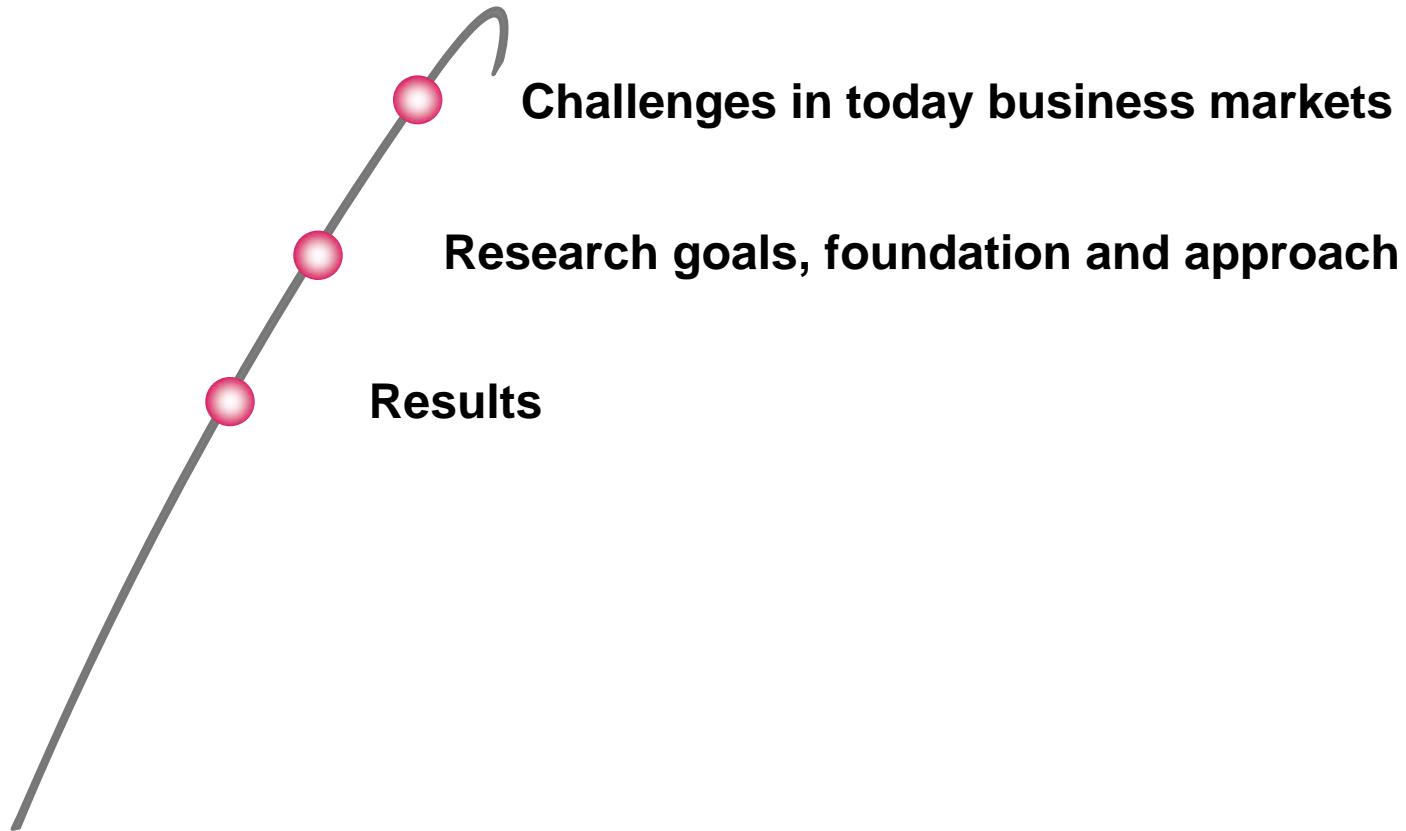 Challenges in today business markets
Research goals, foundation and approach
Results